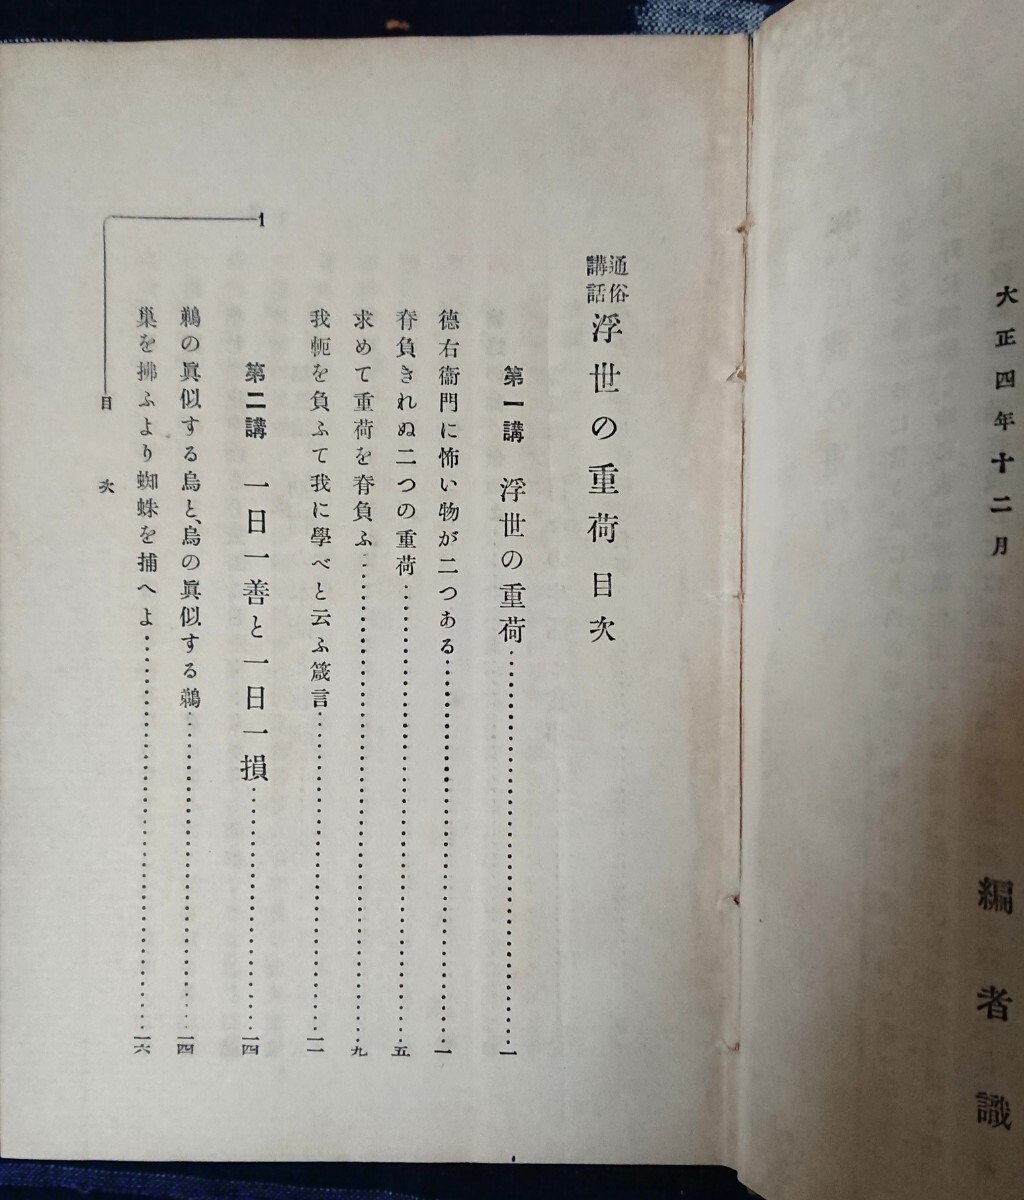 大正四年十二月
編者識
通俗講話 浮世の重荷 目次
第一講 浮世の重荷……一
德右衞門に怖い物が二つある……一
脊負きれぬ二つの重荷……五
求めて重荷を脊負ふ……九
我軛を負ふて我に學べと云ふ箴言……一二
第二講 一日一善と一日一損……一四
鵜の眞似する烏と、烏の眞似する鵜……一四
巢を拂ふより蜘蛛を捕へよ……一六
1
目次